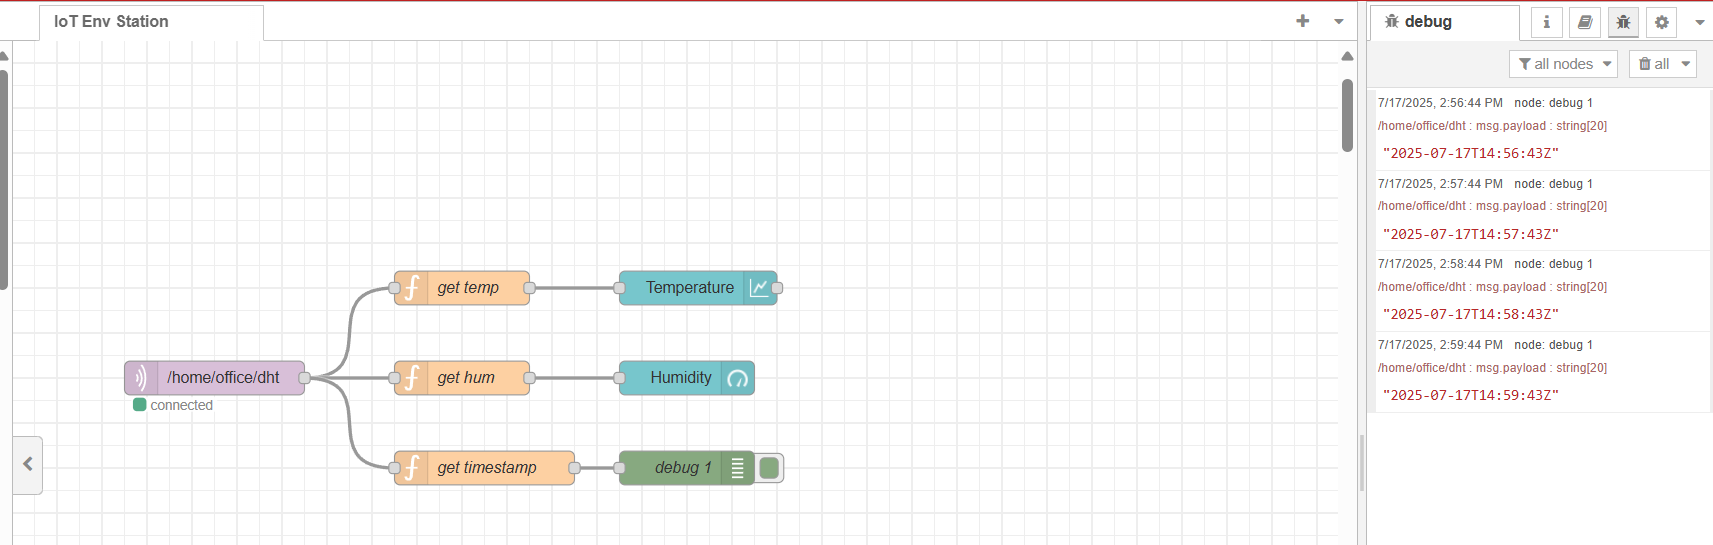 IoT Env Station
debug
all nodes
all
7/17/2025, 2:56:44 PM node: debug 1
/home/office/dht : msg.payload : string[20]
"2025-07-17T14:56:43Z"
7/17/2025, 2:57:44 PM node: debug 1
/home/office/dht : msg.payload : string[20]
"2025-07-17T14:57:43Z"
7/17/2025, 2:58:44 PM node: debug 1
/home/office/dht : msg.payload : string[20]
"2025-07-17T14:58:43Z"
7/17/2025, 2:59:44 PM node: debug 1
/home/office/dht : msg.payload : string[20]
"2025-07-17T14:59:43Z"
get temp
Temperature
/home/office/dht
connected
get hum
Humidity
get timestamp
debug 1